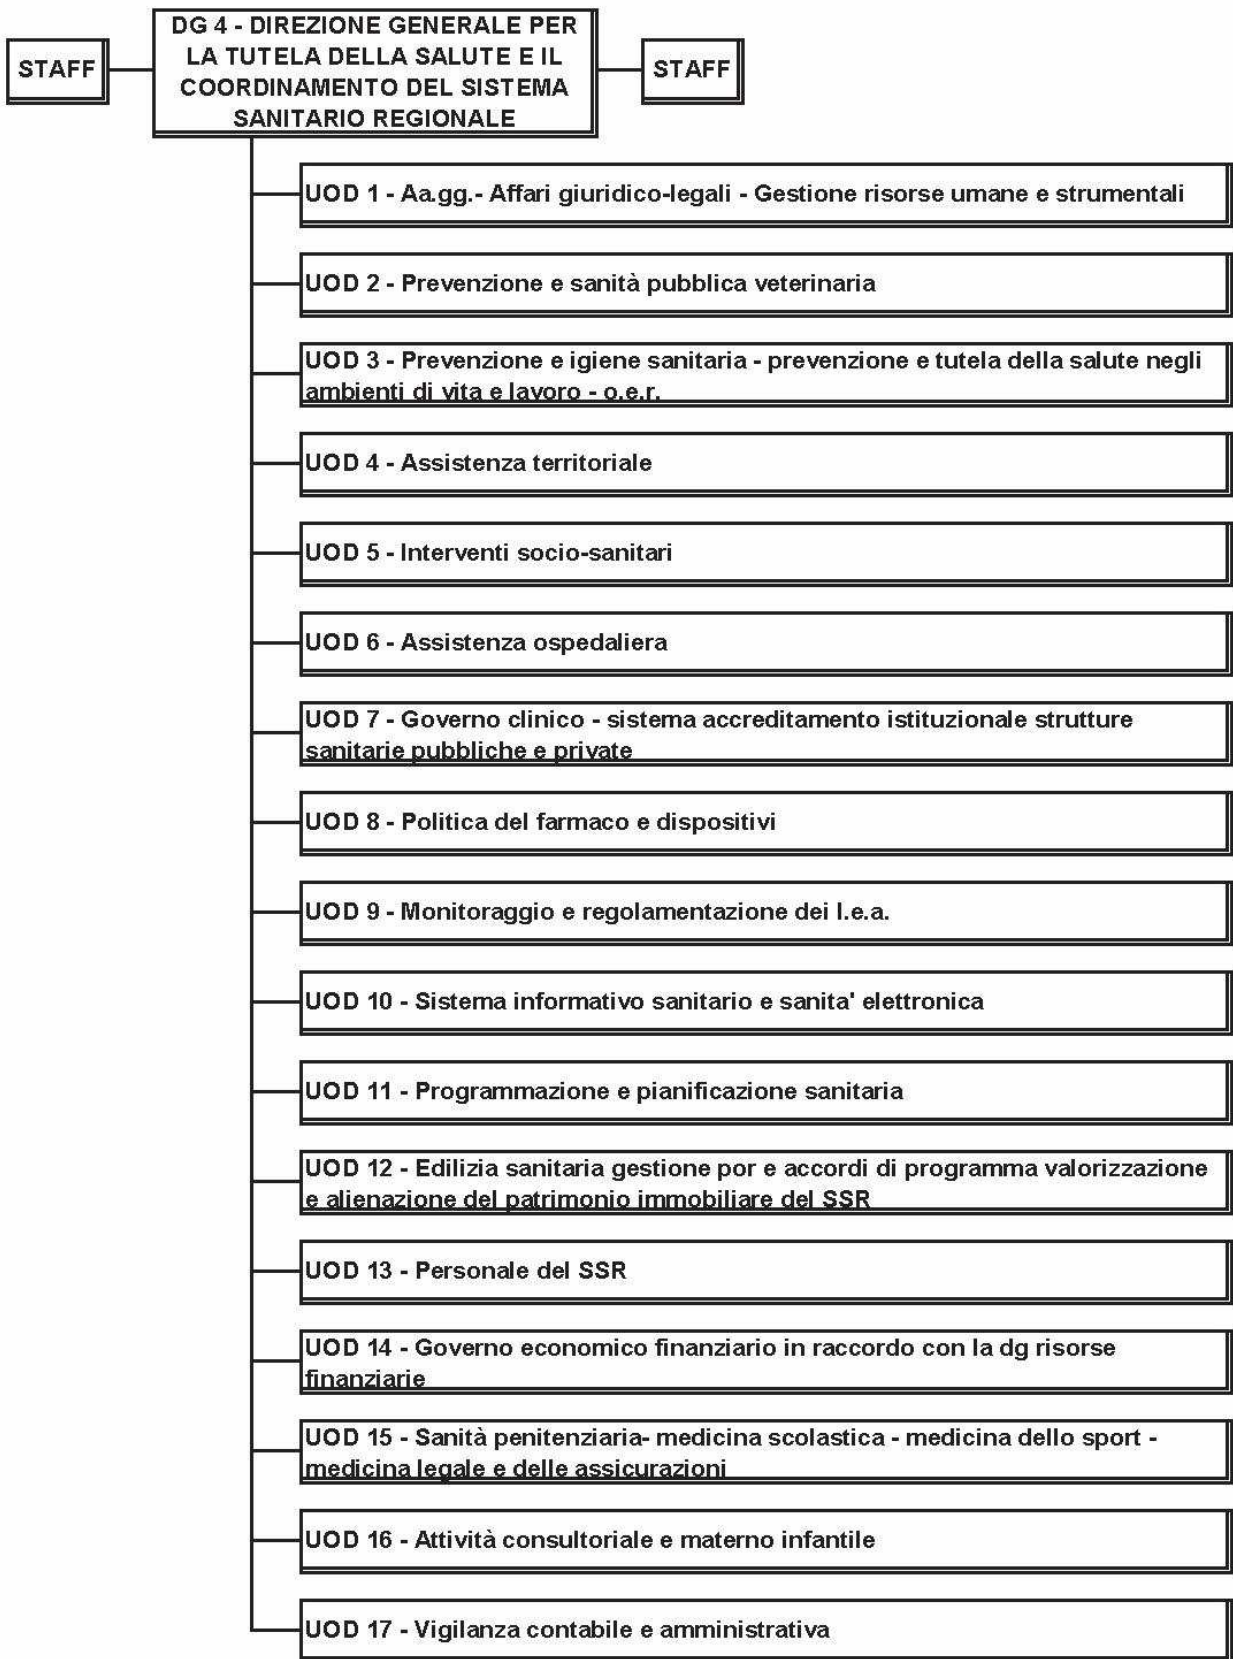 STAFF
DG 4 - DIREZIONE GENERALE PER
LA TUTELA DELLA SALUTE E IL
COORDINAMENTO DEL SISTEMA
SANITARIO REGIONALE
STAFF
UOD 1 - Aa.gg.- Affari giuridico-legali - Gestione risorse umane e strumentali
UOD 2 - Prevenzione e sanità pubblica veterinaria
UOD 3 - Prevenzione e igiene sanitaria - prevenzione e tutela della salute negli
ambienti di vita e lavoro - o.e.r.
UOD 4 - Assistenza territoriale
UOD 5 - Interventi socio-sanitari
UOD 6 - Assistenza ospedaliera
UOD 7 - Governo clinico - sistema accreditamento istituzionale strutture
sanitarie pubbliche e private
UOD 8 - Politica del farmaco e dispositivi
UOD 9 - Monitoraggio e regolamentazione dei l.e.a.
UOD 10 - Sistema informativo sanitario e sanita' elettronica
UOD 11 - Programmazione e pianificazione sanitaria
UOD 12 - Edilizia sanitaria gestione por e accordi di programma valorizzazione
e alienazione del patrimonio immobiliare del SSR
UOD 13 - Personale del SSR
UOD 14 - Governo economico finanziario in raccordo con la dg risorse
finanziarie
UOD 15 - Sanità penitenziaria- medicina scolastica - medicina dello sport -
medicina legale e delle assicurazioni
UOD 16 - Attività consultoriale e materno infantile
UOD 17 - Vigilanza contabile e amministrativa